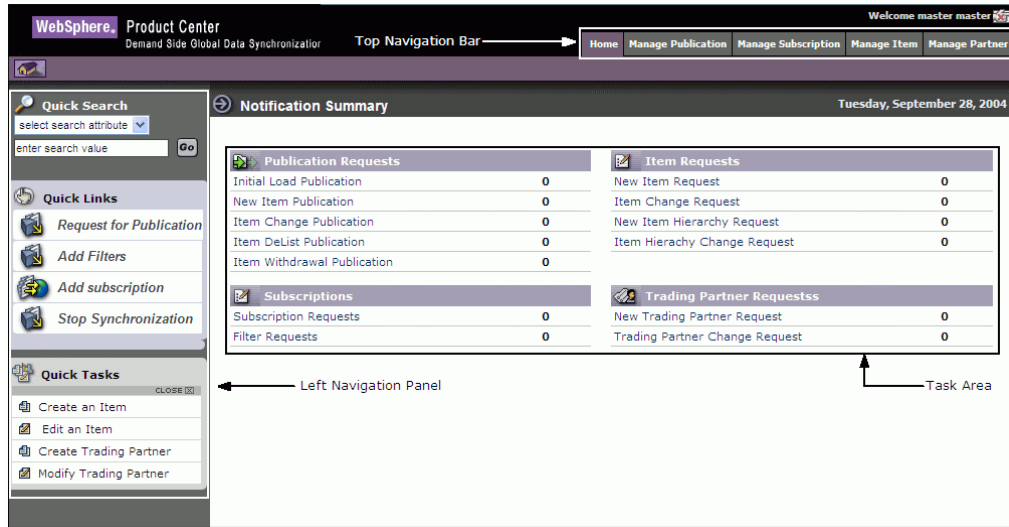 Welcome master master
WebSphere. Product Center
Demand Side Global Data Synchronization
Top Navigation Bar
Home Manage Publication Manage Subscription Manage Item Manage Partner
Quick Search
select search attribute
enter search value Go
Notification Summary
Tuesday, September 28, 2004
Publication Requests
Initial Load Publication 0
New Item Publication 0
Item Change Publication 0
Item DeList Publication 0
Item Withdrawal Publication 0
Item Requests
New Item Request 0
Item Change Request 0
New Item Hierarchy Request 0
Item Hierachy Change Request 0
Subscriptions
Subscription Requests 0
Filter Requests 0
Trading Partner Requestss
New Trading Partner Request 0
Trading Partner Change Request 0
Quick Links
Request for Publication
Add Filters
Add subscription
Stop Synchronization
Quick Tasks
CLOSE
Create an Item
Edit an Item
Create Trading Partner
Modify Trading Partner
Left Navigation Panel
Task Area